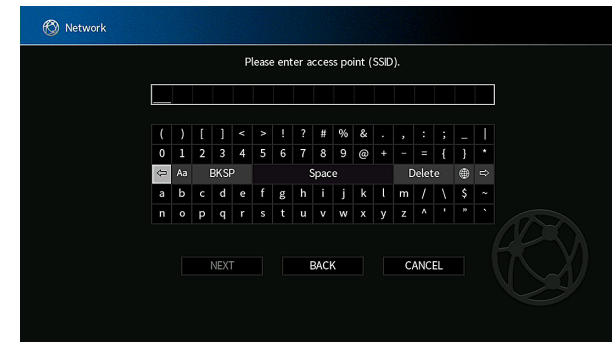 Network
Please enter access point (SSID).
( ) [ ] < > ! ? # % & . , : ; _ |
0 1 2 3 4 5 6 7 8 9 @ + - = { } *
⇦ Aa BKSP Space Delete ⇨
a b c d e f g h i j k l m / \ $ ~
n o p q r s t u v w x y z ^ ' " `
NEXT BACK CANCEL